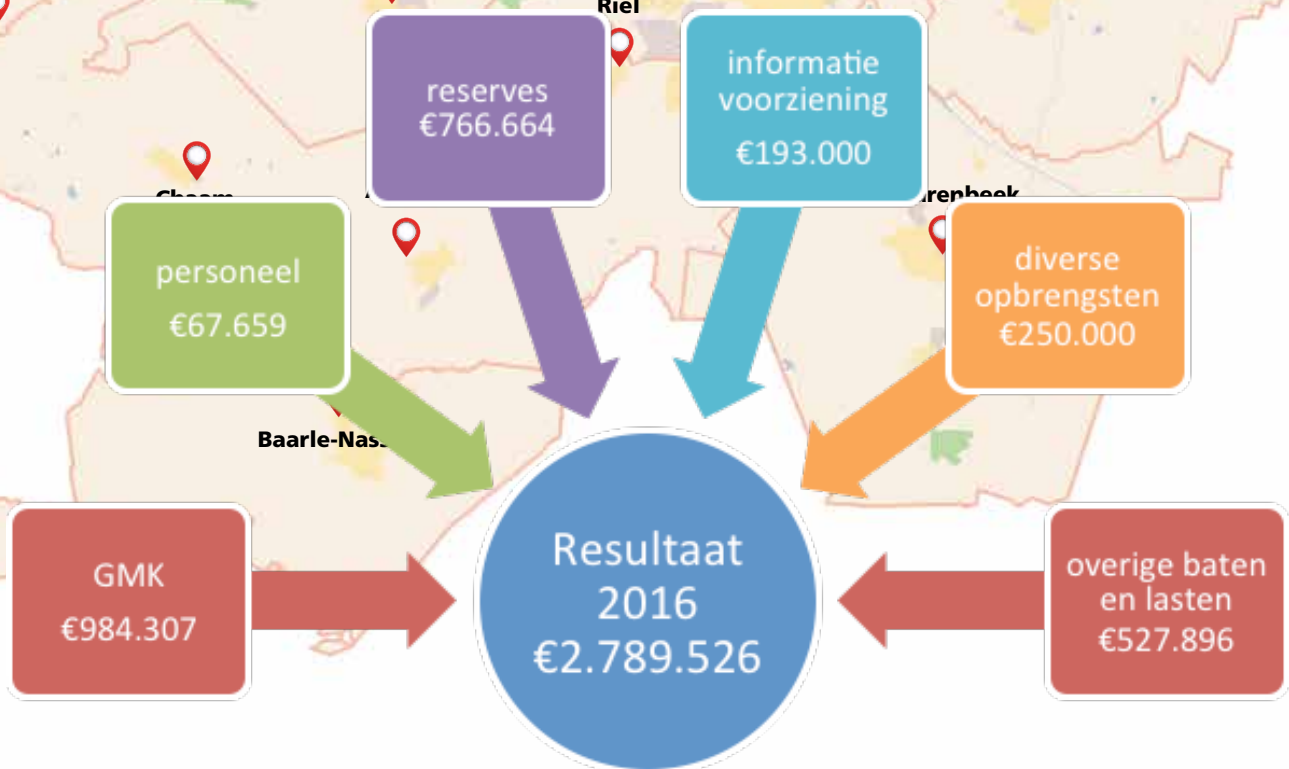 Riel
reserves
€766.664
informatie
voorziening
€193.000
personeel
€67.659
diverse
opbrengsten
€250.000
Baarle-Nass
GMK
€984.307
Resultaat
2016
€2.789.526
overige baten
en lasten
€527.896